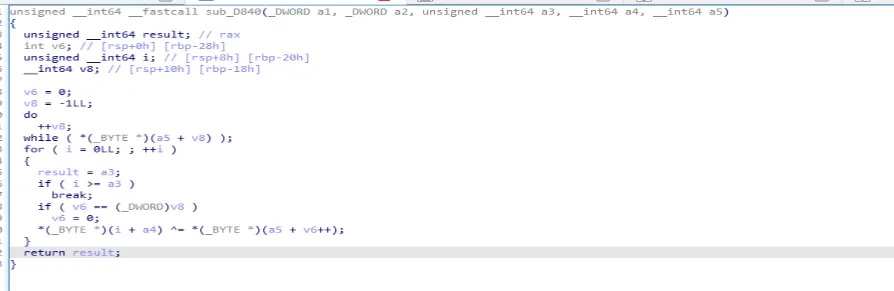 unsigned __int64 __fastcall sub_D840(_DWORD a1, _DWORD a2, unsigned __int64 a3, __int64 a4, __int64 a5)
{
unsigned __int64 result; // rax
int v6; // [rsp+0h] [rbp-28h]
unsigned __int64 i; // [rsp+8h] [rbp-20h]
__int64 v8; // [rsp+10h] [rbp-18h]
v6 = 0;
v8 = -1LL;
do
++v8;
while ( *(_BYTE *)(a5 + v8) );
for ( i = 0LL; ; ++i )
{
result = a3;
if ( i >= a3 )
break;
if ( v6 == (_DWORD)v8 )
v6 = 0;
*(_BYTE *)(i + a4) ^= *(_BYTE *)(a5 + v6++);
}
return result;
}